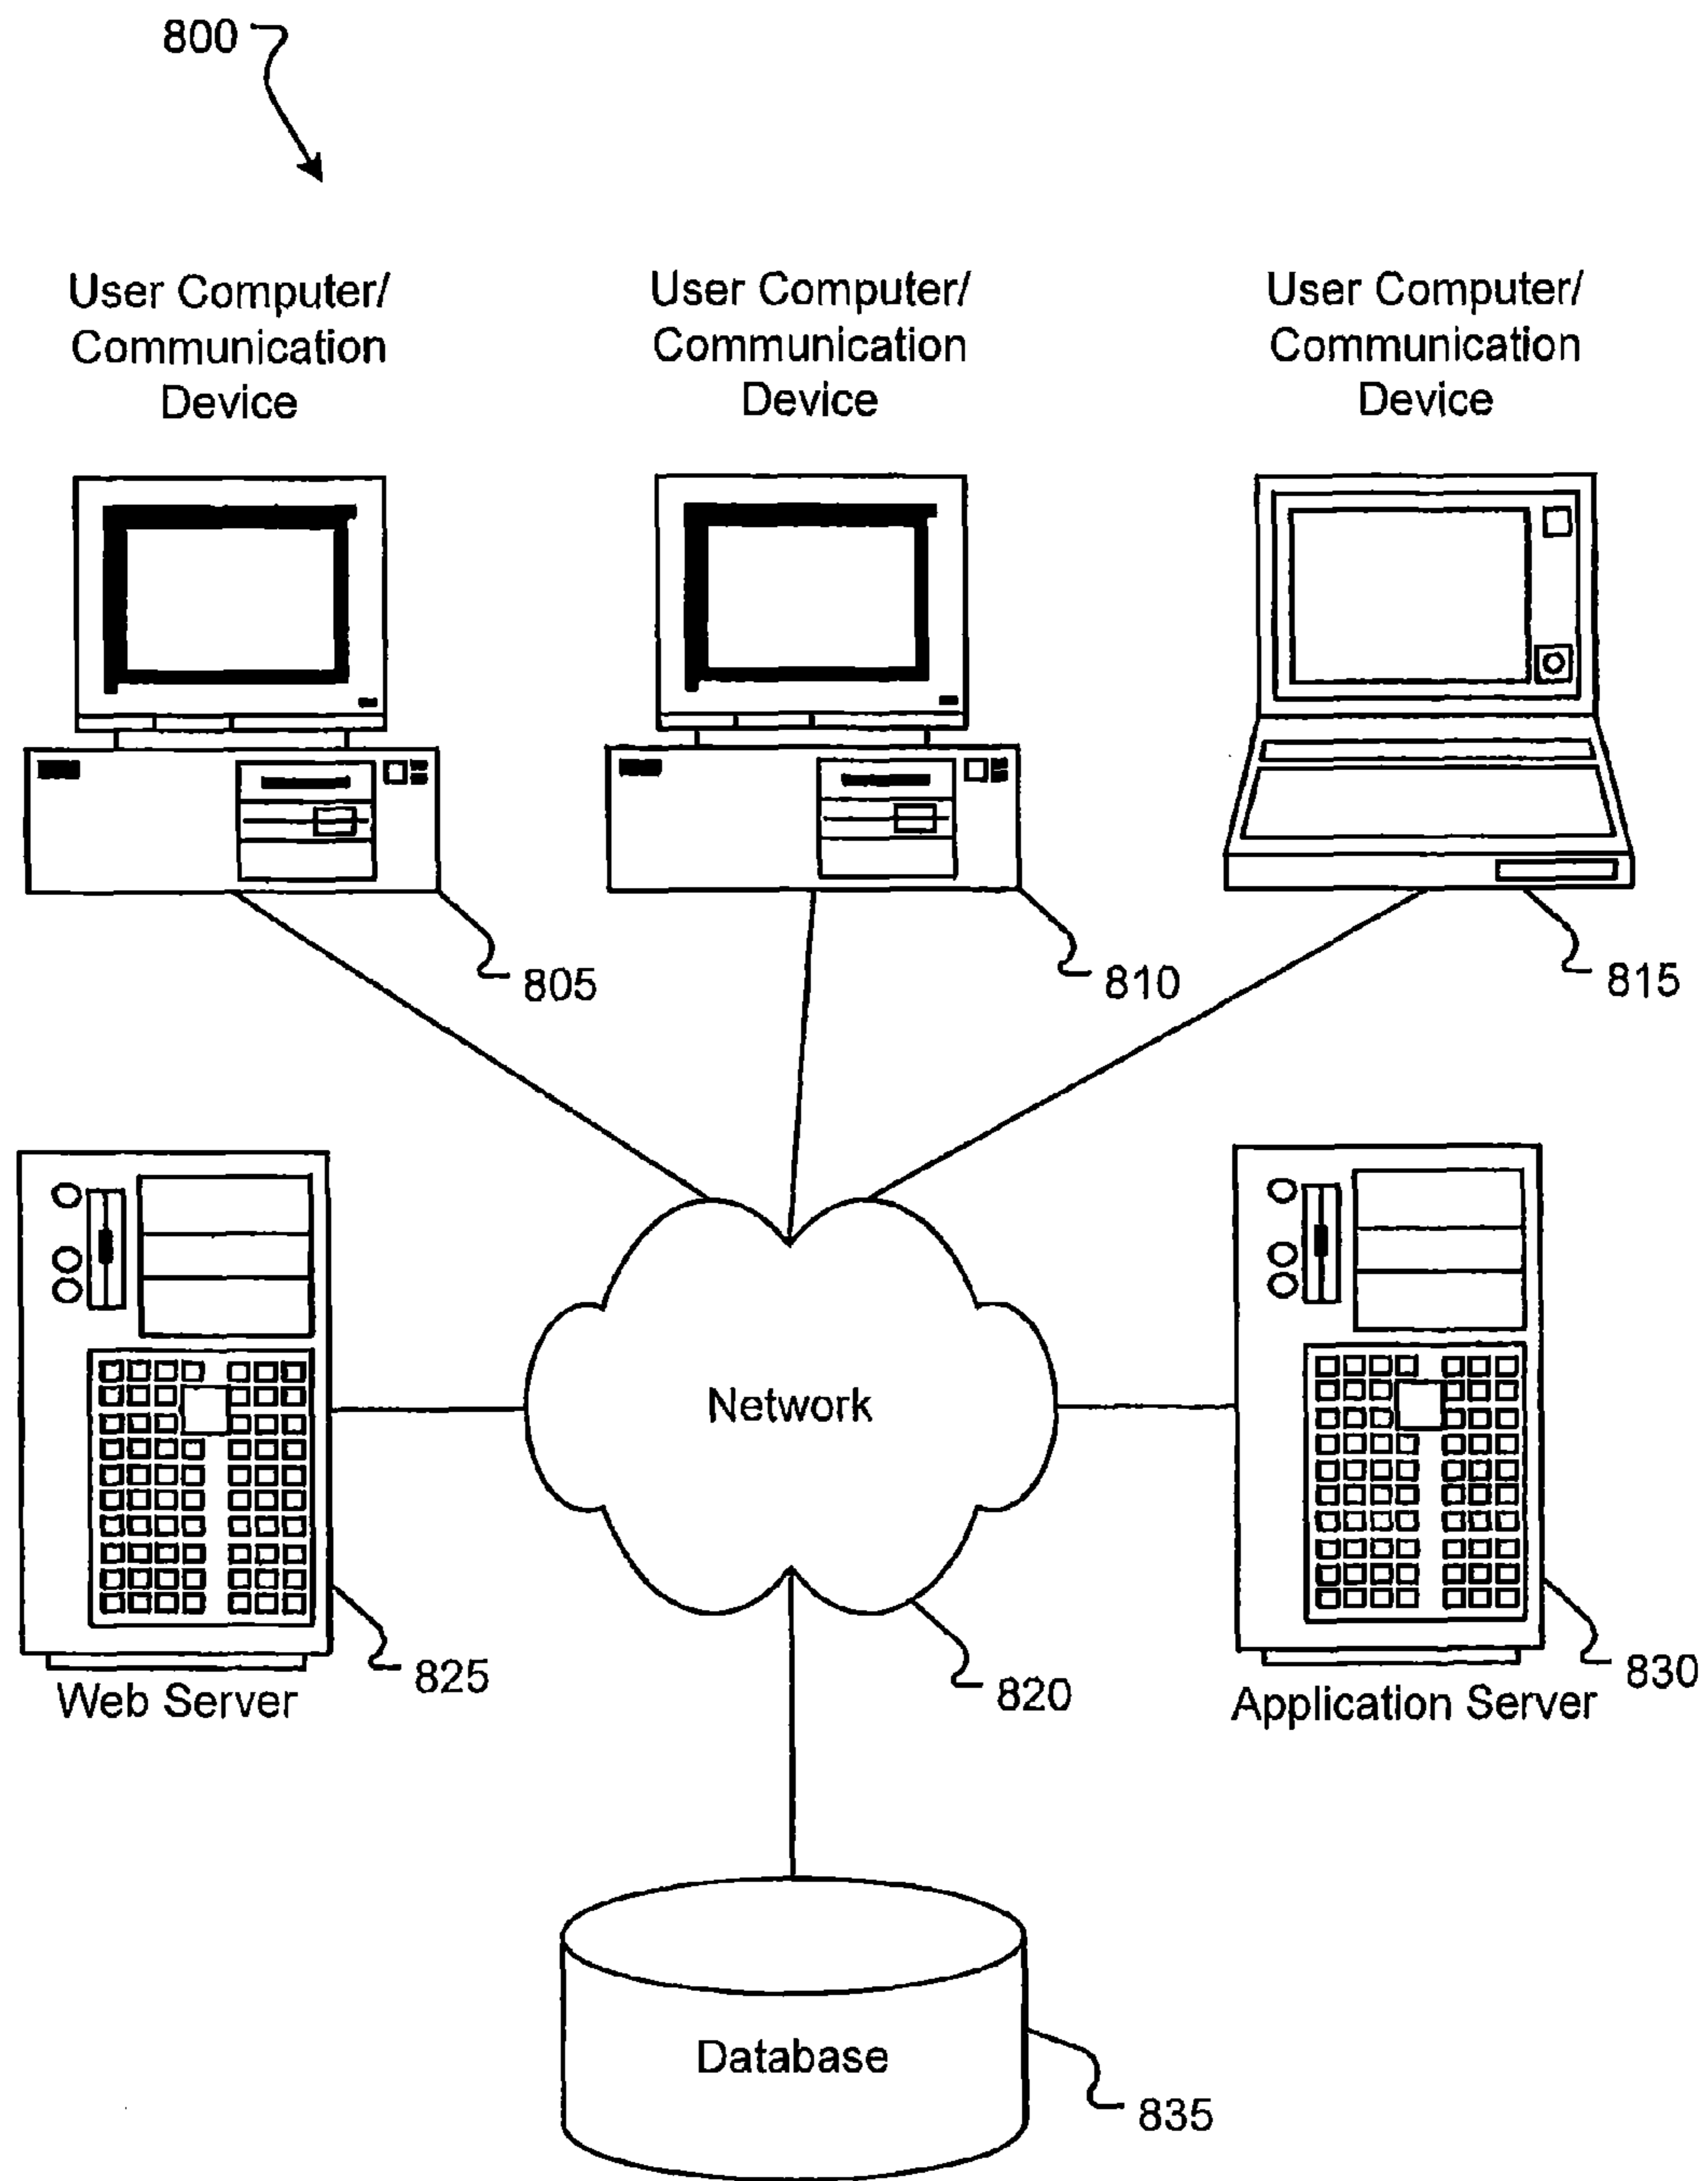 800
User Computer/
Communication
Device
User Computer/
Communication
Device
User Computer/
Communication
Device
805
810
815
Network
825
820
830
Web Server
Application Server
Database
835